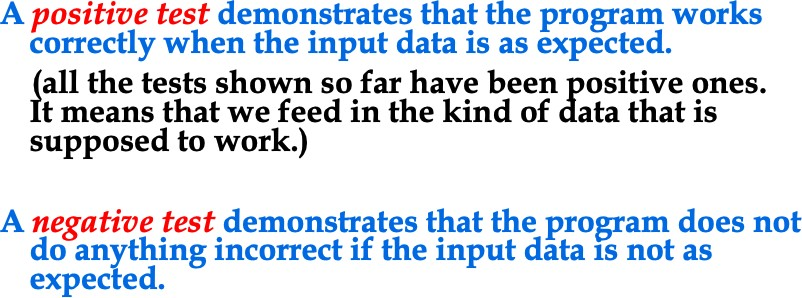 A positive test demonstrates that the program works
correctly when the input data is as expected.
(all the tests shown so far have been positive ones.
It means that we feed in the kind of data that is
supposed to work.)
A negative test demonstrates that the program does not
do anything incorrect if the input data is not as
expected.